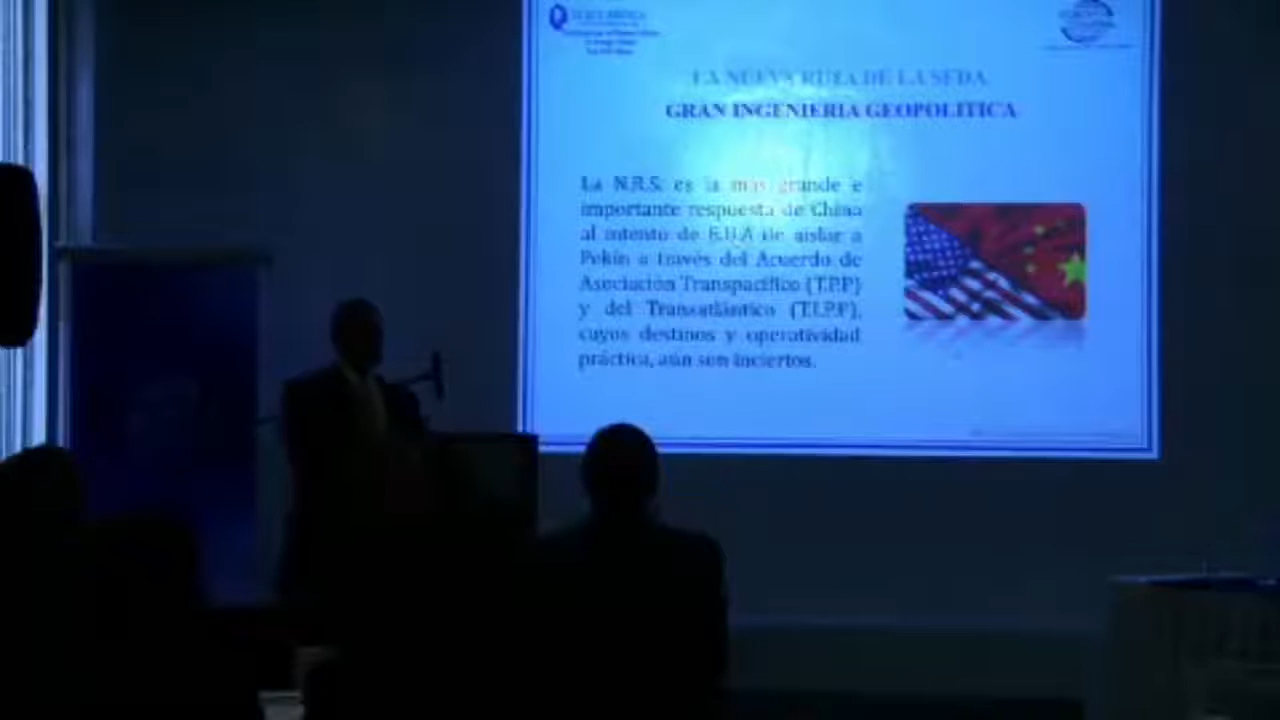 LA NUEVA RUTA DE LA SEDA
GRAN INGENIERIA GEOPOLITICA
La N.R.S. es la más grande e
importante respuesta de China
al intento de E.U.A de aislar a
Pekín a través del Acuerdo de
Asociación Transpacífico (T.P.P)
y del Transatlántico (T.I.P.P),
cuyos destinos y operatividad
práctica, aún son inciertos.